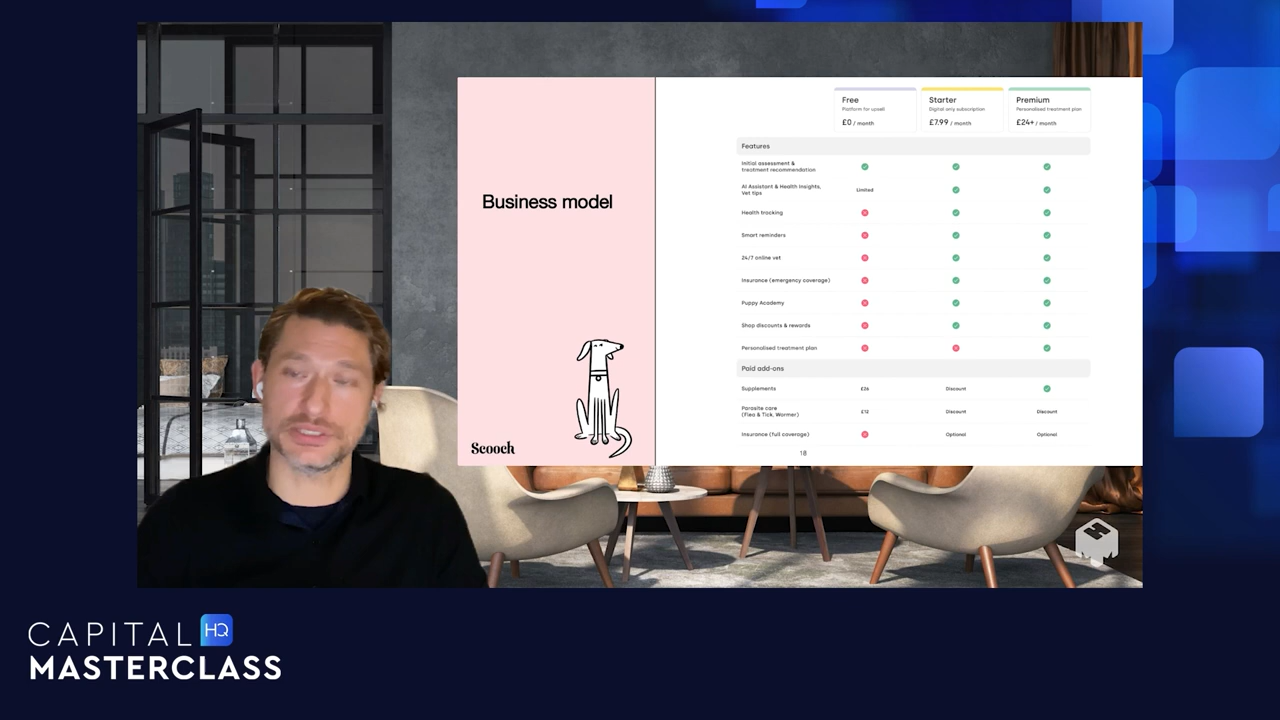 Business model
Scooch
Free
Platform for upsell
£0 / month
Starter
Digital only subscription
£7.99 / month
Premium
Personalised treatment plan
£24+ / month
Features
Initial assessment &
treatment recommendation
AI Assistant & Health Insights,
Vet tips
Limited
Health tracking
Smart reminders
24/7 online vet
Insurance (emergency coverage)
Puppy Academy
Shop discounts & rewards
Personalised treatment plan
Paid add-ons
Supplements
£26
Discount
Parasite care
(Flea & Tick, Wormer)
£12
Discount
Discount
Insurance (full coverage)
Optional
Optional
18
CAPITAL HQ
MASTERCLASS